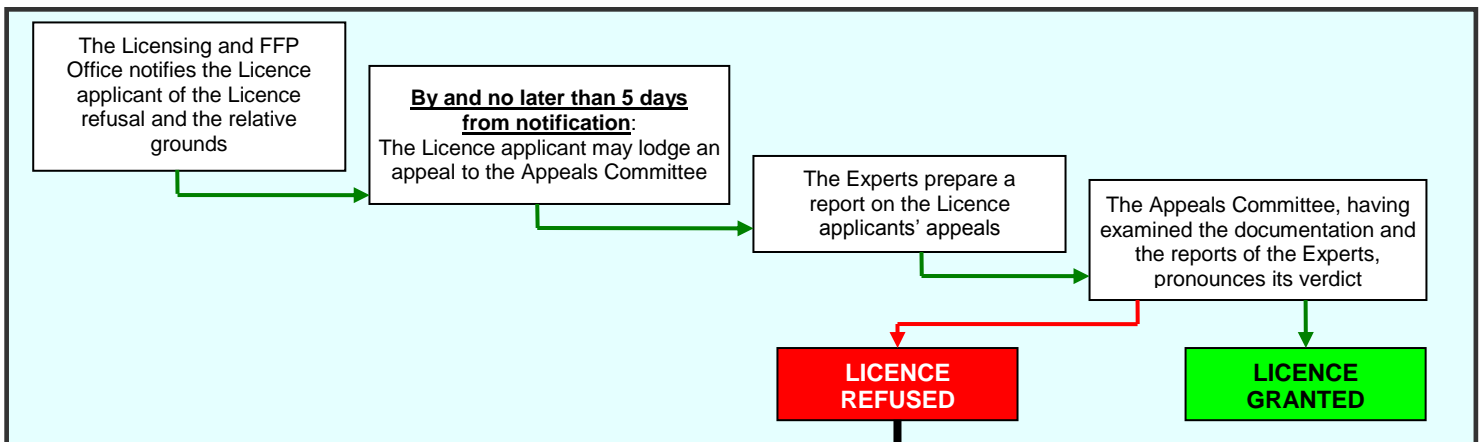 The Licensing and FFP
Office notifies the Licence
applicant of the Licence
refusal and the relative
grounds
By and no later than 5 days
from notification:
The Licence applicant may lodge an
appeal to the Appeals Committee
The Experts prepare a
report on the Licence
applicants’ appeals
The Appeals Committee, having
examined the documentation and
the reports of the Experts,
pronounces its verdict
LICENCE
REFUSED
LICENCE
GRANTED